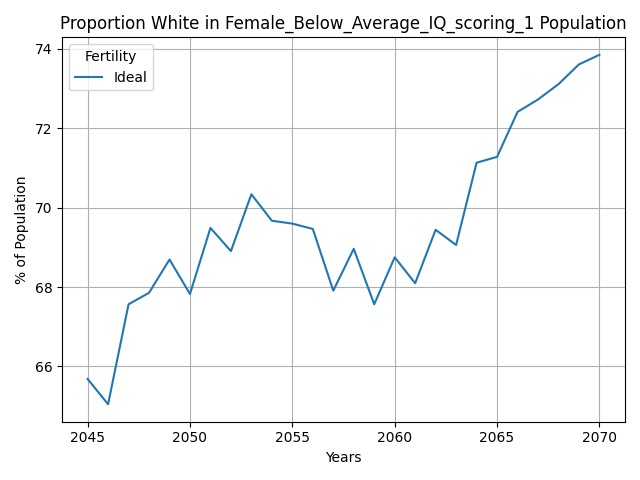 Proportion White in Female_Below_Average_IQ_scoring_1 Population
Fertility
Ideal
% of Population
74
72
70
68
66
2045 2050 2055 2060 2065 2070
Years